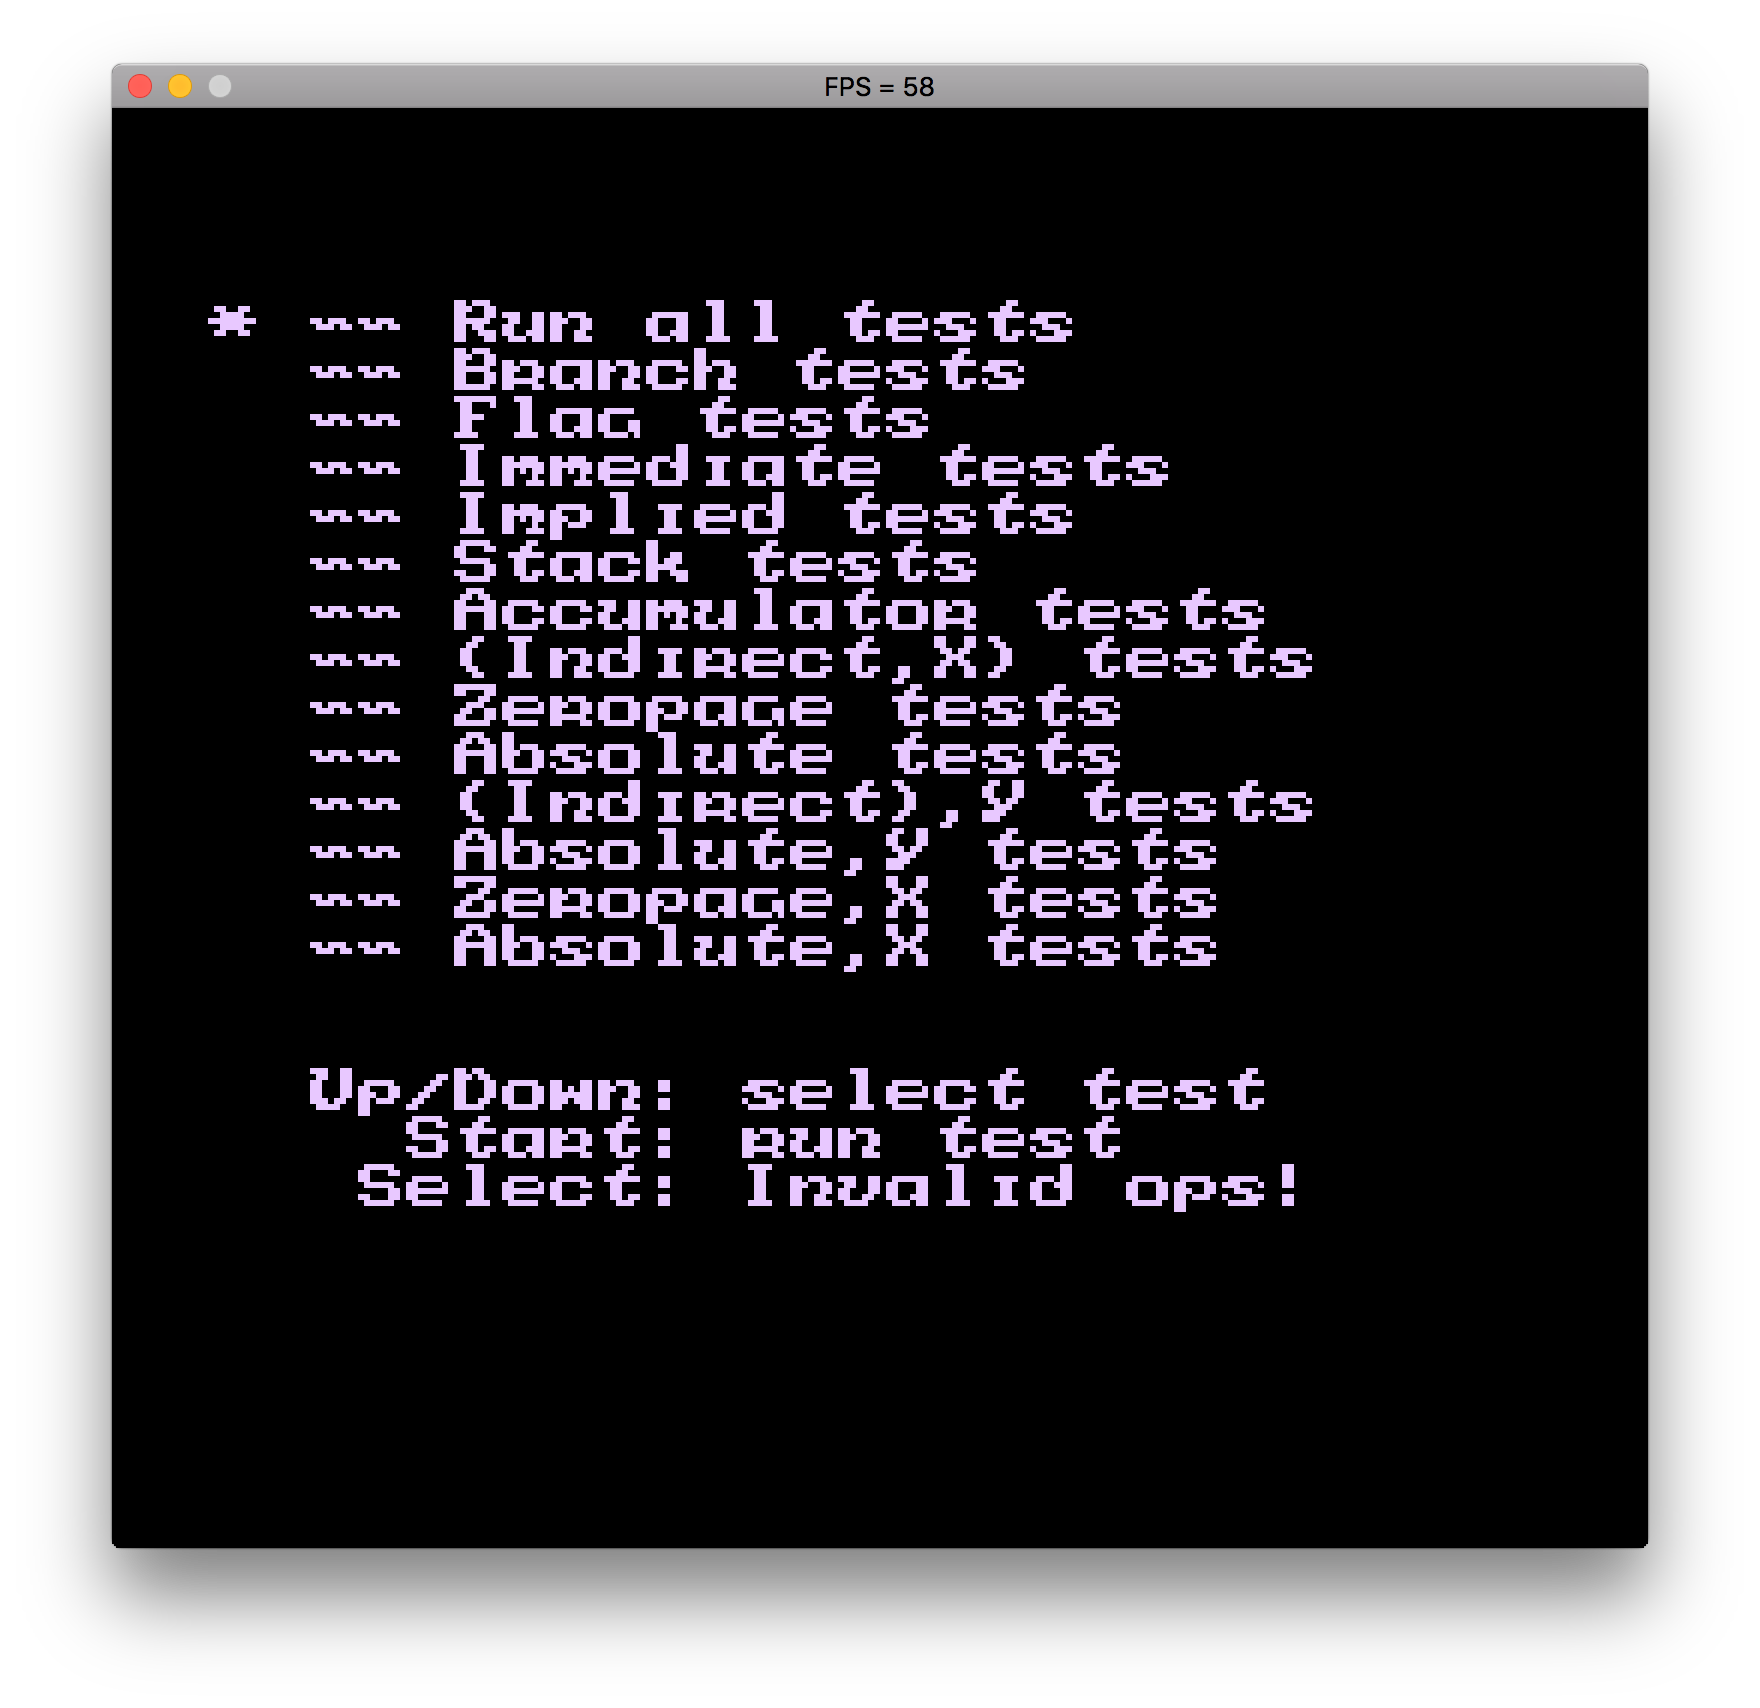 FPS = 58
* -- Run all tests
-- Branch tests
-- Flag tests
-- Immediate tests
-- Implied tests
-- Stack tests
-- Accumulator tests
-- (Indirect,X) tests
-- Zeropage tests
-- Absolute tests
-- (Indirect),Y tests
-- Absolute,Y tests
-- Zeropage,X tests
-- Absolute,X tests
Up/Down: select test
Start: run test
Select: Invalid ops!